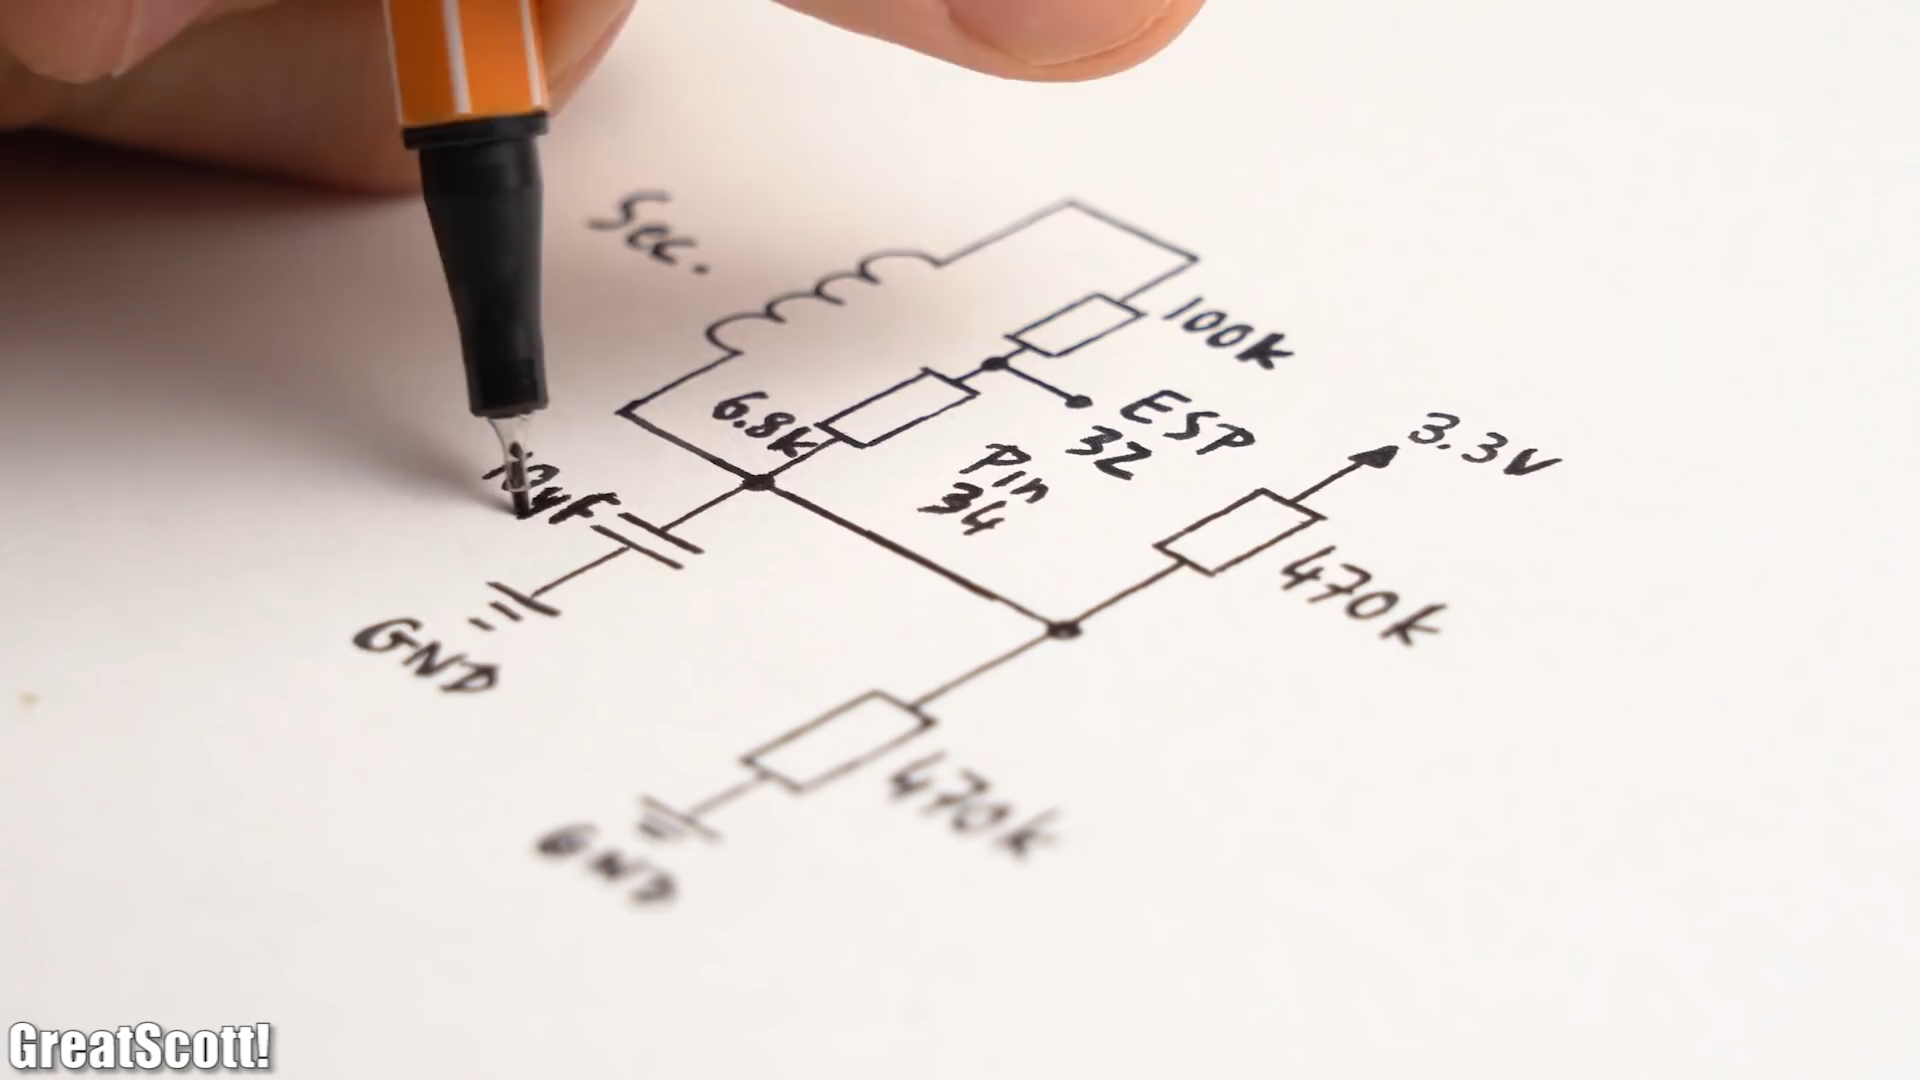 Sec.
100k
6.8k
ESP
32
Pin
34
3.3V
10µF
470k
GND
470k
GND
GreatScott!